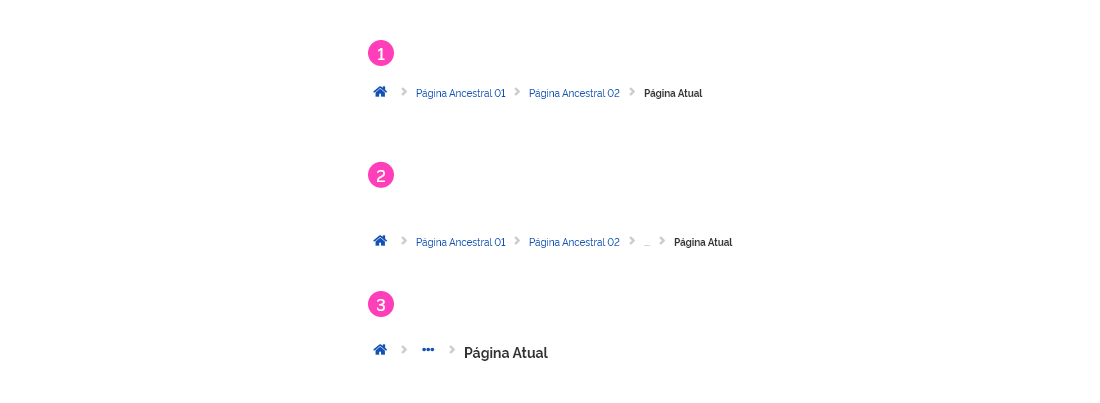 1
Página Ancestral 01 Página Ancestral 02 Página Atual
2
Página Ancestral 01 Página Ancestral 02 ... Página Atual
3
••• Página Atual